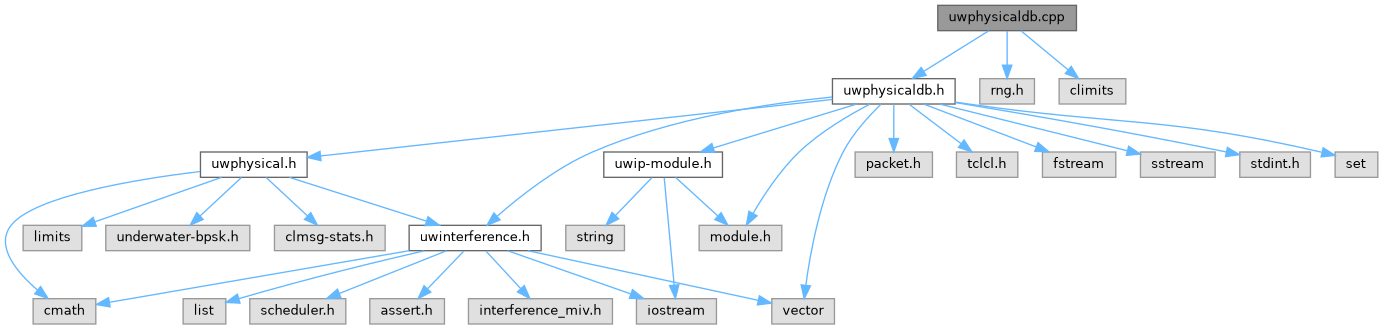 uwphysicaldb.cpp
uwphysicaldb.h
rng.h
climits
uwphysical.h
uwip-module.h
packet.h
tclcl.h
fstream
sstream
stdint.h
set
limits
underwater-bpsk.h
clmsg-stats.h
uwinterference.h
string
module.h
cmath
list
scheduler.h
assert.h
interference_miv.h
iostream
vector